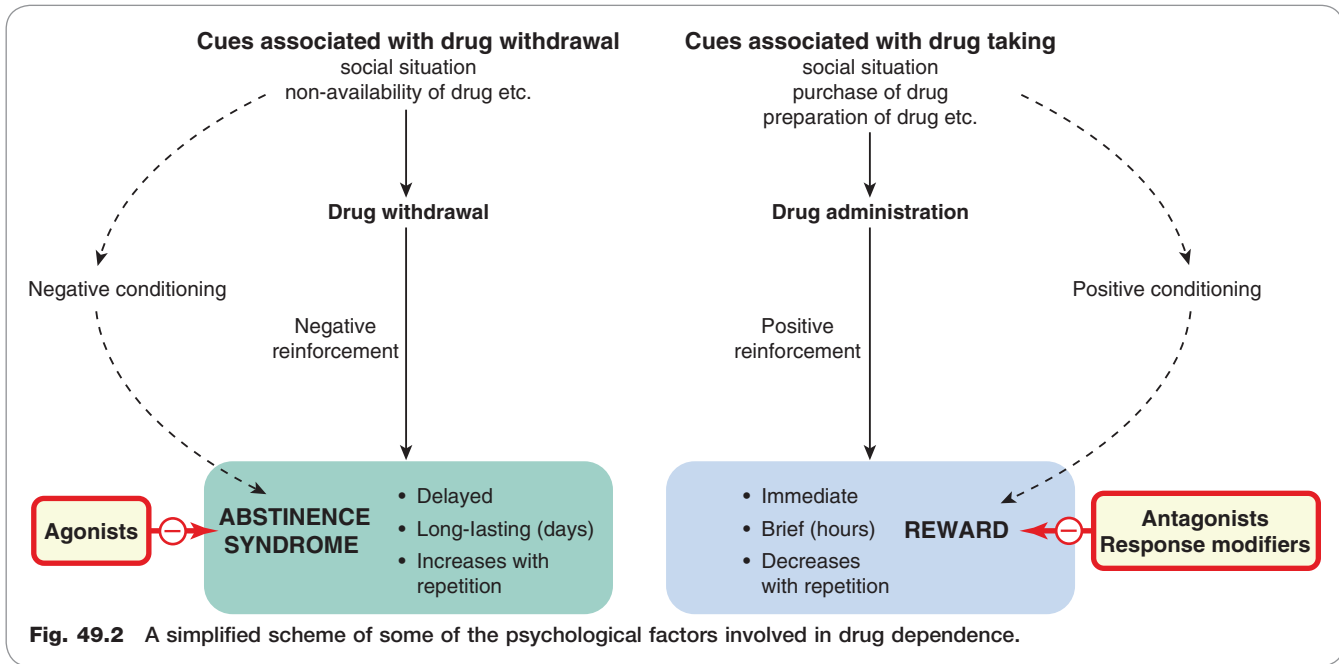 Cues associated with drug withdrawal
social situation
non-availability of drug etc.
Cues associated with drug taking
social situation
purchase of drug
preparation of drug etc.
Drug withdrawal
Drug administration
Negative conditioning
Positive conditioning
Negative
reinforcement
Positive
reinforcement
Agonists
−
ABSTINENCE
SYNDROME
• Delayed
• Long-lasting (days)
• Increases with
repetition
• Immediate
• Brief (hours)
• Decreases
with repetition
REWARD
−
Antagonists
Response modifiers
Fig. 49.2 A simplified scheme of some of the psychological factors involved in drug dependence.